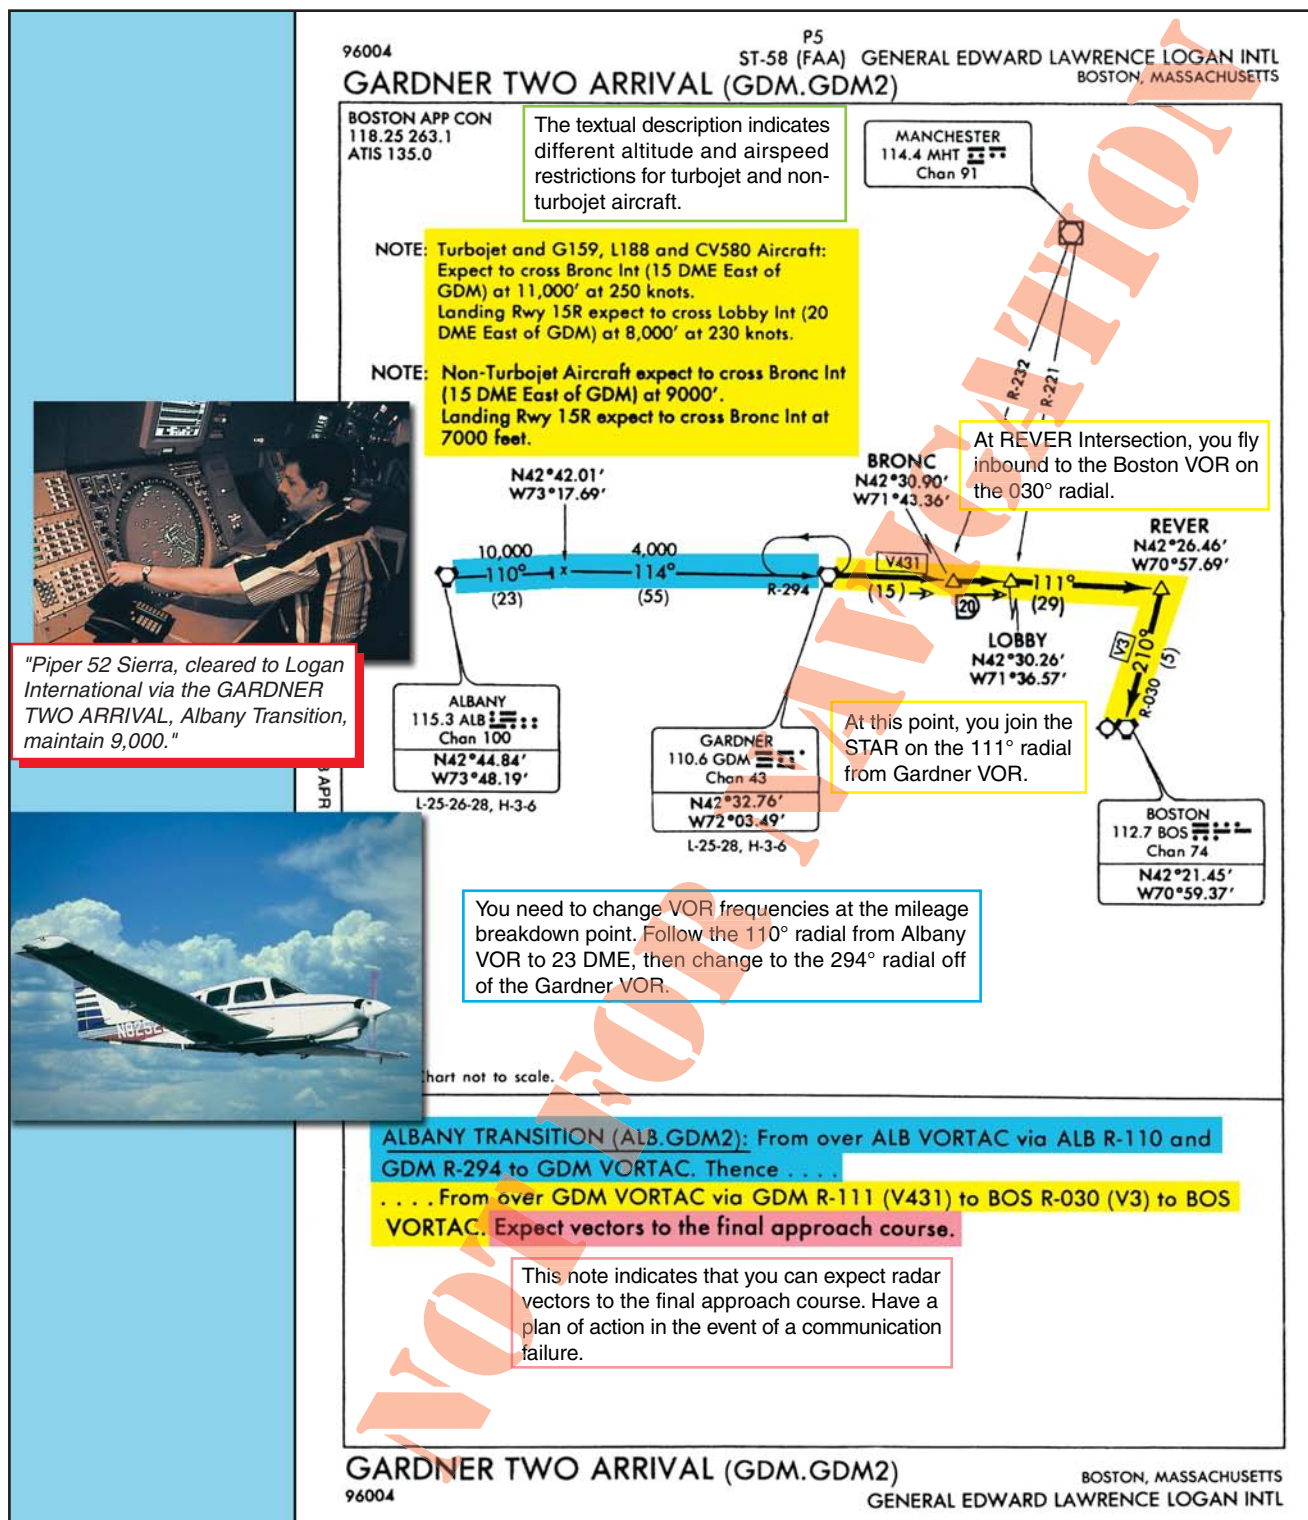 P5
96004
ST-58 (FAA) GENERAL EDWARD LAWRENCE LOGAN INTL
GARDNER TWO ARRIVAL (GDM.GDM2)
BOSTON, MASSACHUSETTS
BOSTON APP CON
118.25 263.1
ATIS 135.0
The textual description indicates
different altitude and airspeed
restrictions for turbojet and non-
turbojet aircraft.
MANCHESTER
114.4 MHT
Chan 91
NOTE: Turbojet and G159, L188 and CV580 Aircraft:
Expect to cross Bronc Int (15 DME East of
GDM) at 11,000' at 250 knots.
Landing Rwy 15R expect to cross Lobby Int (20
DME East of GDM) at 8,000' at 230 knots.
NOTE: Non-Turbojet Aircraft expect to cross Bronc Int
(15 DME East of GDM) at 9000'.
Landing Rwy 15R expect to cross Bronc Int at
7000 feet.
R-232
R-221
At REVER Intersection, you fly
inbound to the Boston VOR on
the 030° radial.
N42°42.01'
W73°17.69'
BRONC
N42°30.90'
W71°43.36'
REVER
N42°26.46'
W70°57.69'
10,000
110°
(23)
x
4,000
114°
(55)
R-294
V431
(15)
20
111°
(29)
LOBBY
N42°30.26'
W71°36.57'
V3
210°
(5)
R-030
"Piper 52 Sierra, cleared to Logan
International via the GARDNER
TWO ARRIVAL, Albany Transition,
maintain 9,000."
APR
ALBANY
115.3 ALB
Chan 100
N42°44.84'
W73°48.19'
L-25-26-28, H-3-6
GARDNER
110.6 GDM
Chan 43
N42°32.76'
W72°03.49'
L-25-28, H-3-6
At this point, you join the
STAR on the 111° radial
from Gardner VOR.
BOSTON
112.7 BOS
Chan 74
N42°21.45'
W70°59.37'
You need to change VOR frequencies at the mileage
breakdown point. Follow the 110° radial from Albany
VOR to 23 DME, then change to the 294° radial off
of the Gardner VOR.
N8252
hart not to scale.
ALBANY TRANSITION (ALB.GDM2): From over ALB VORTAC via ALB R-110 and
GDM R-294 to GDM VORTAC. Thence . . . .
. . . . From over GDM VORTAC via GDM R-111 (V431) to BOS R-030 (V3) to BOS
VORTAC. Expect vectors to the final approach course.
This note indicates that you can expect radar
vectors to the final approach course. Have a
plan of action in the event of a communication
failure.
NOT FOR NAVIGATION
GARDNER TWO ARRIVAL (GDM.GDM2)
BOSTON, MASSACHUSETTS
96004
GENERAL EDWARD LAWRENCE LOGAN INTL